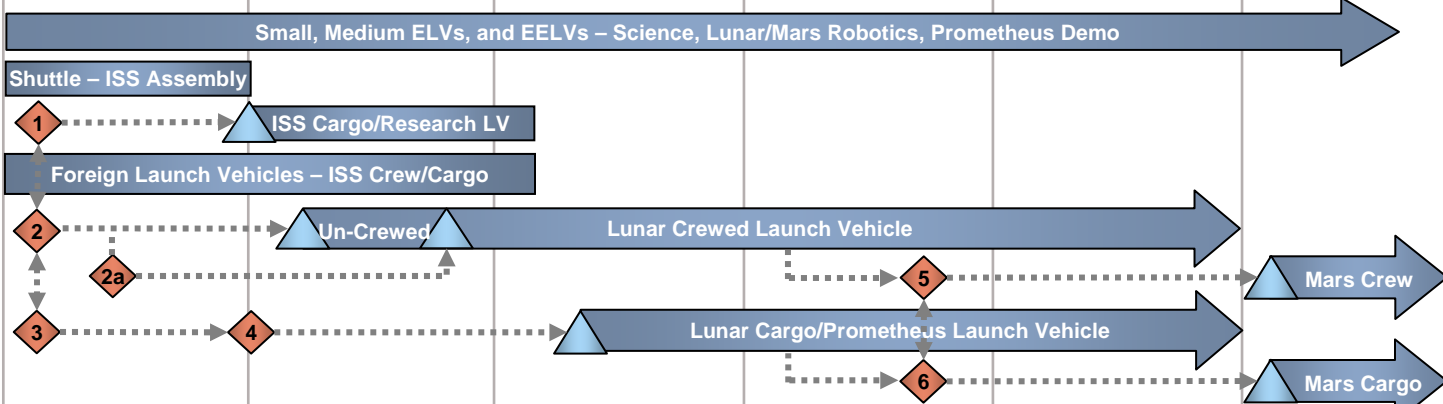 Small, Medium ELVs, and EELVs – Science, Lunar/Mars Robotics, Prometheus Demo
Shuttle – ISS Assembly
1
ISS Cargo/Research LV
Foreign Launch Vehicles – ISS Crew/Cargo
2
Un-Crewed
Lunar Crewed Launch Vehicle
2a
5
Mars Crew
3
4
Lunar Cargo/Prometheus Launch Vehicle
6
Mars Cargo